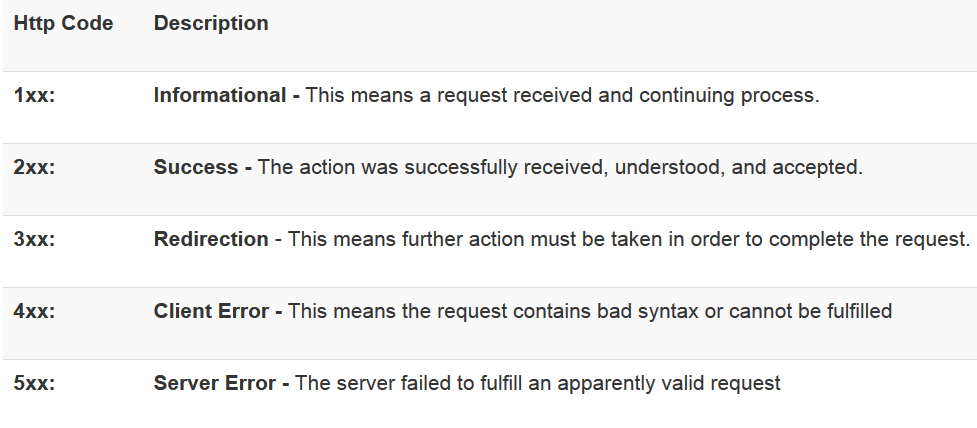 Http Code Description
1xx: Informational - This means a request received and continuing process.
2xx: Success - The action was successfully received, understood, and accepted.
3xx: Redirection - This means further action must be taken in order to complete the request.
4xx: Client Error - This means the request contains bad syntax or cannot be fulfilled
5xx: Server Error - The server failed to fulfill an apparently valid request